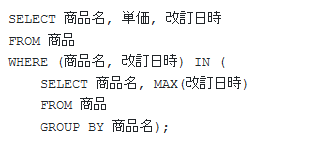 SELECT 商品名, 単価, 改訂日時
FROM 商品
WHERE (商品名, 改訂日時) IN (
    SELECT 商品名, MAX(改訂日時)
    FROM 商品
    GROUP BY 商品名);